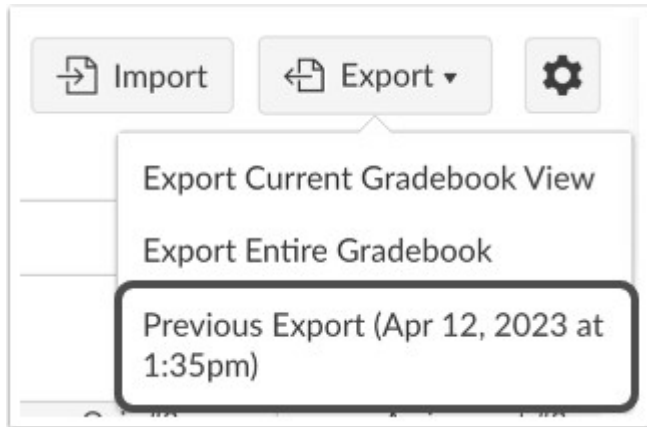 Import
Export
Export Current Gradebook View
Export Entire Gradebook
Previous Export (Apr 12, 2023 at
1:35pm)